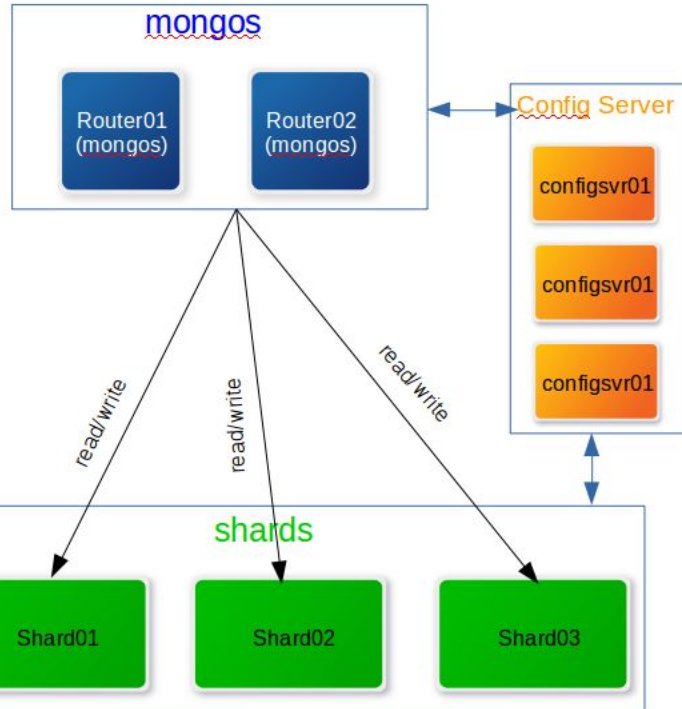 mongos
Router01
(mongos)
Router02
(mongos)
Config Server
configsvr01
configsvr01
configsvr01
read/write
read/write
read/write
shards
Shard01
Shard02
Shard03